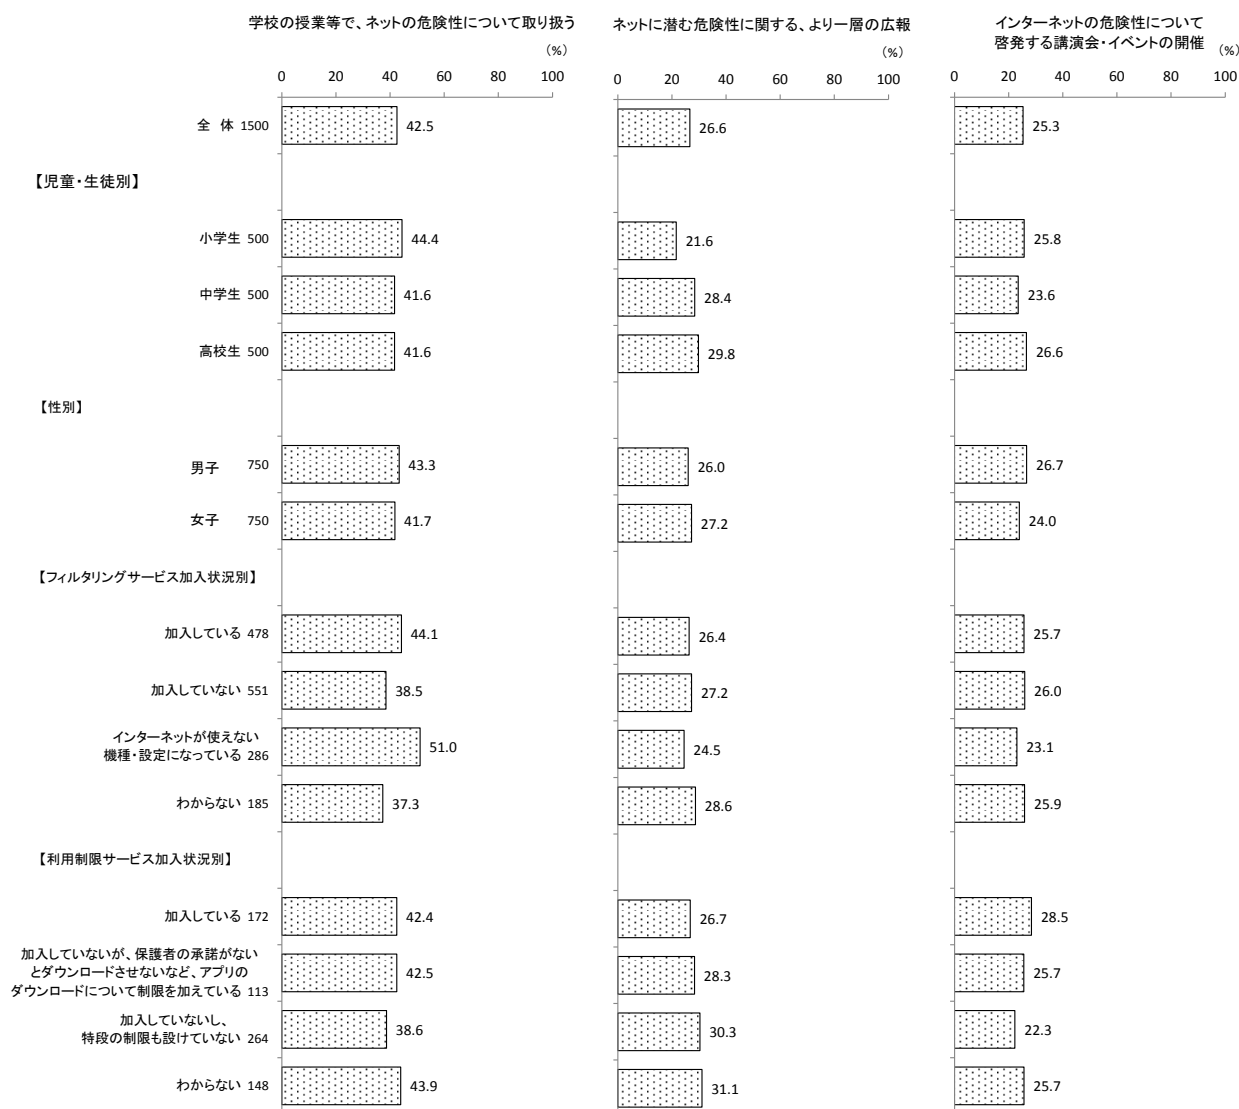 学校の授業等で、ネットの危険性について取り扱う
ネットに潜む危険性に関する、より一層の広報
インターネットの危険性について
啓発する講演会・イベントの開催
(%)
(%)
(%)
0 20 40 60 80 100
0 20 40 60 80 100
0 20 40 60 80 100
全 体 1500 42.5 26.6 25.3
【児童・生徒別】
小学生 500 44.4 21.6 25.8
中学生 500 41.6 28.4 23.6
高校生 500 41.6 29.8 26.6
【性別】
男子 750 43.3 26.0 26.7
女子 750 41.7 27.2 24.0
【フィルタリングサービス加入状況別】
加入している 478 44.1 26.4 25.7
加入していない 551 38.5 27.2 26.0
インターネットが使えない
機種・設定になっている 286 51.0 24.5 23.1
わからない 185 37.3 28.6 25.9
【利用制限サービス加入状況別】
加入している 172 42.4 26.7 28.5
加入していないが、保護者の承諾がない
とダウンロードさせないなど、アプリの
ダウンロードについて制限を加えている 113 42.5 28.3 25.7
加入していないし、
特段の制限も設けていない 264 38.6 30.3 22.3
わからない 148 43.9 31.1 25.7